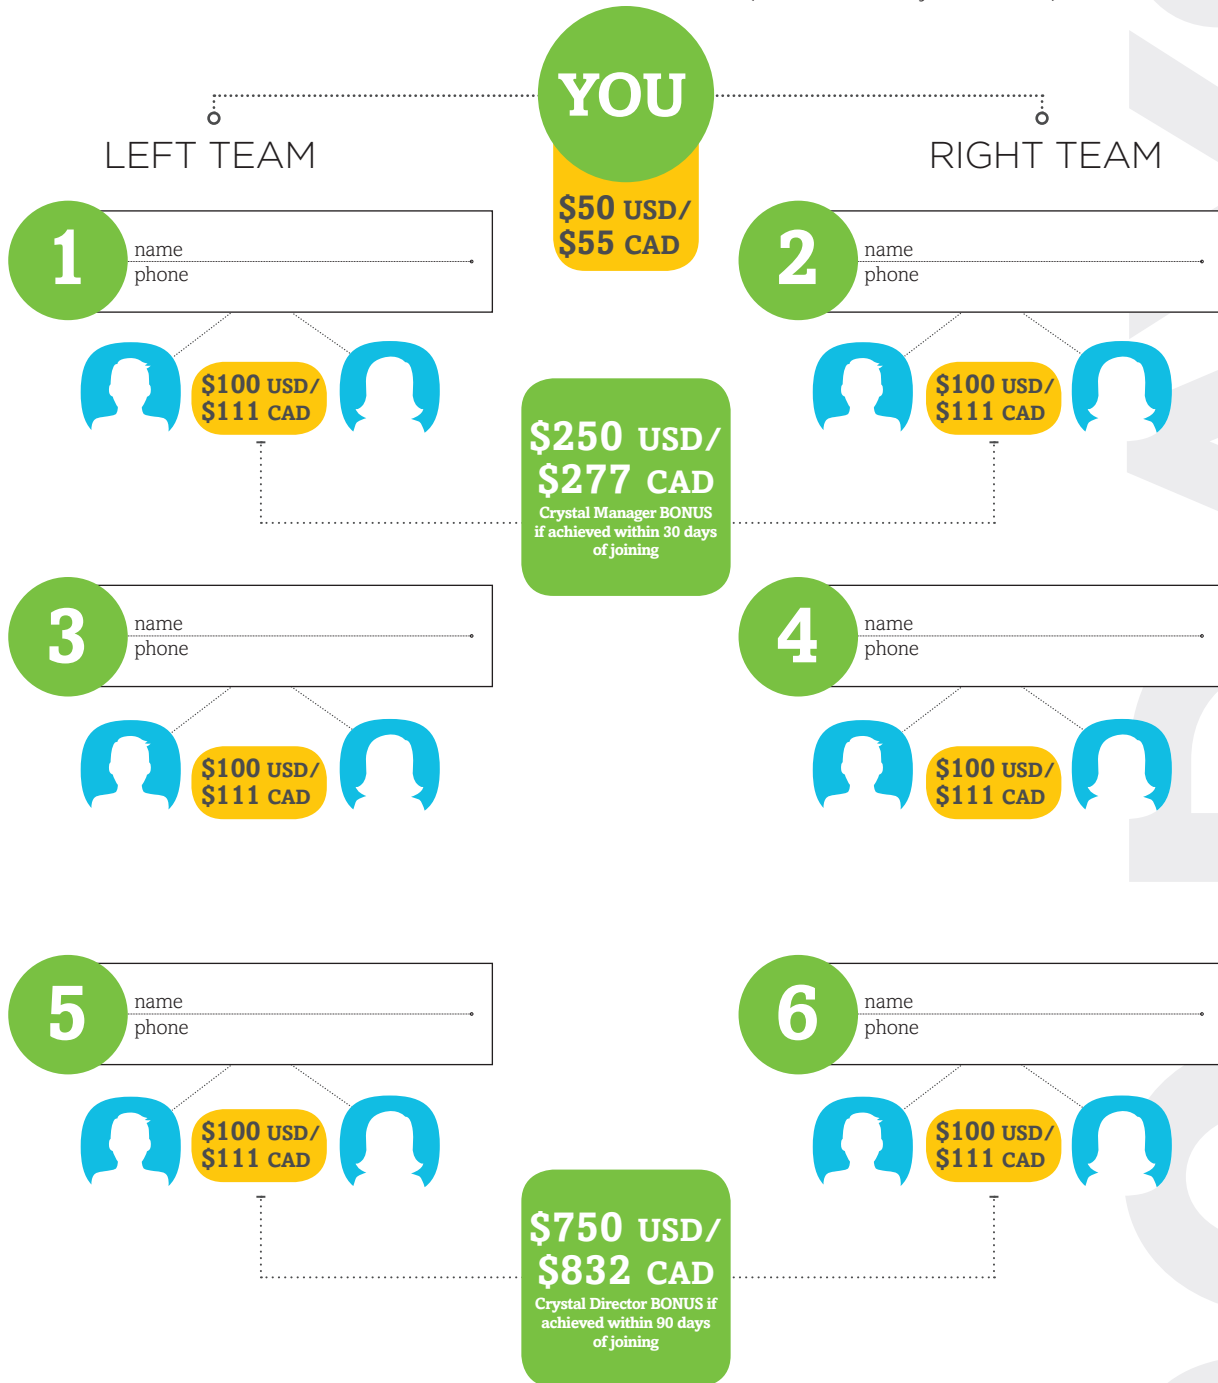 YOU
LEFT TEAM
RIGHT TEAM
$50 USD/
$55 CAD
1
name
phone
2
name
phone
$100 USD/
$111 CAD
$100 USD/
$111 CAD
$250 USD/
$277 CAD
Crystal Manager BONUS
if achieved within 30 days
of joining
3
name
phone
4
name
phone
$100 USD/
$111 CAD
$100 USD/
$111 CAD
5
name
phone
6
name
phone
$100 USD/
$111 CAD
$100 USD/
$111 CAD
$750 USD/
$832 CAD
Crystal Director BONUS if
achieved within 90 days
of joining